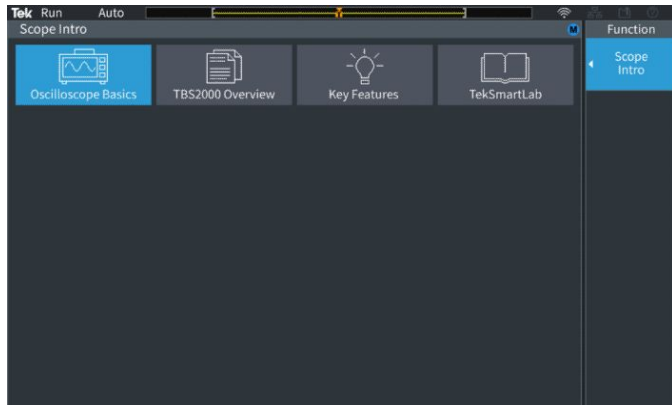 Tek Run Auto
Scope Intro
M
Function
Oscilloscope Basics
TBS2000 Overview
Key Features
TekSmartLab
Scope
Intro